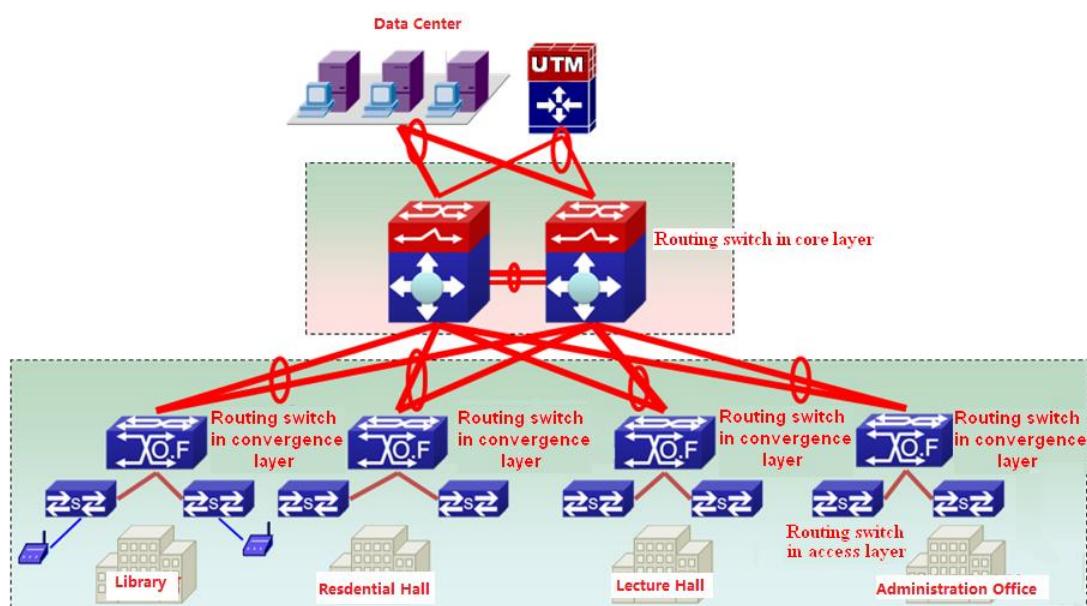 Data Center
UTM
Routing switch in core layer
Routing switch
in convergence
layer
Routing switch
in convergence
layer
Routing switch
in convergence
layer
Routing switch
in convergence
layer
O.F
O.F
O.F
O.F
S
S
S
S
S
S
S
S
Routing switch
in access layer
Library
Resdential Hall
Lecture Hall
Administration Office